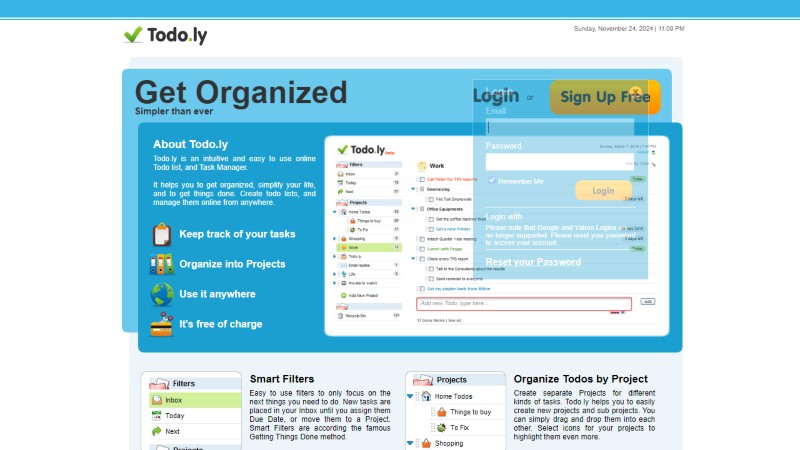 Todo.ly
Sunday, November 24, 2024 | 11:09 PM
Get Organized
Simpler than ever
Login or Sign Up Free
Login
Email
Password
Remember Me
Login
Login with
Please note that Google and Yahoo Logins are
no longer supported. Please reset your password
to access your account.
Reset your Password
About Todo.ly
Todo.ly is an intuitive and easy to use online
Todo list, and Task Manager.
It helps you to get organized, simplify your life,
and to get things done. Create todo lists, and
manage them online from anywhere.
Keep track of your tasks
Organize into Projects
Use it anywhere
It's free of charge
Todo.ly beta
Filters
Inbox
Today
Next
Projects
Home Todos
Things to buy
To Fix
Shopping
Work
Todo.ly
Email replies
Life
Movies to watch
Add New Project
Recycle Bin
Work
Call Peter for TPS reports
Downsizing
Fire Tom Smykowski
Office Equipments
Get the coffee machine fixed
Get a new Printer
Attach Quarter 1 an meeting
Lunch with Peggy
Check every TPS report
Talk to the Consultants about the results
Send reminder to everyone
Get my stapler back from Milton
Add new Todo, type here...
Add
Done Items | See all
Filters
Inbox
Today
Next
Projects
Smart Filters
Easy to use filters to only focus on the
next things you need to do. New tasks are
placed in your Inbox until you assign them
Due Date, or move them to a Project.
Smart Filters are according the famous
Getting Things Done method.
Projects
Home Todos
Things to buy
To Fix
Shopping
Organize Todos by Project
Create separate Projects for different
kinds of tasks. Todo.ly helps you to easily
create new projects and sub projects. You
can simply drag and drop them into each
other. Select icons for your projects to
highlight them even more.